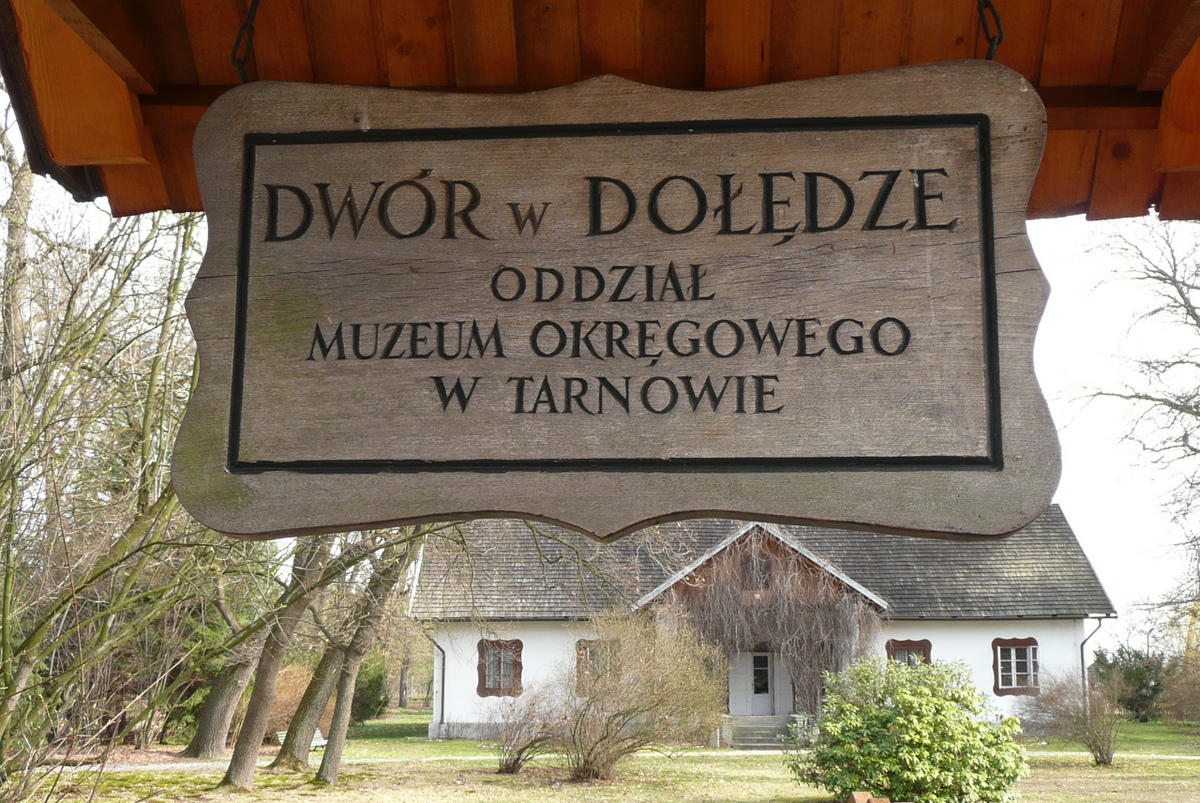 DWÓR W DOŁĘDZE
ODDZIAŁ
MUZEUM OKRĘGOWEGO
W TARNOWIE